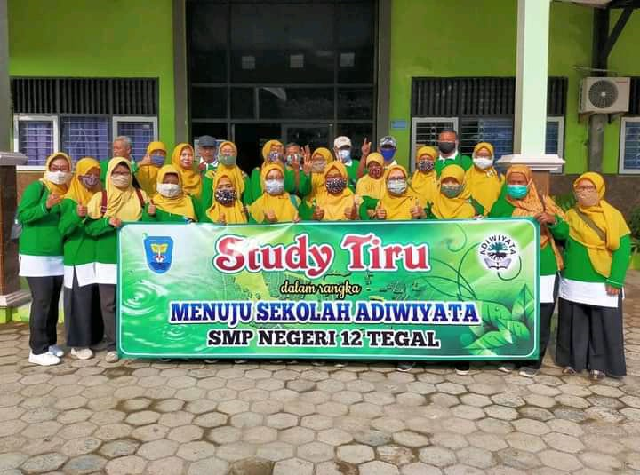 Study Tiru
ADIWIYATA
dalam rangka
MENUJU SEKOLAH ADIWIYATA
SMP NEGERI 12 TEGAL